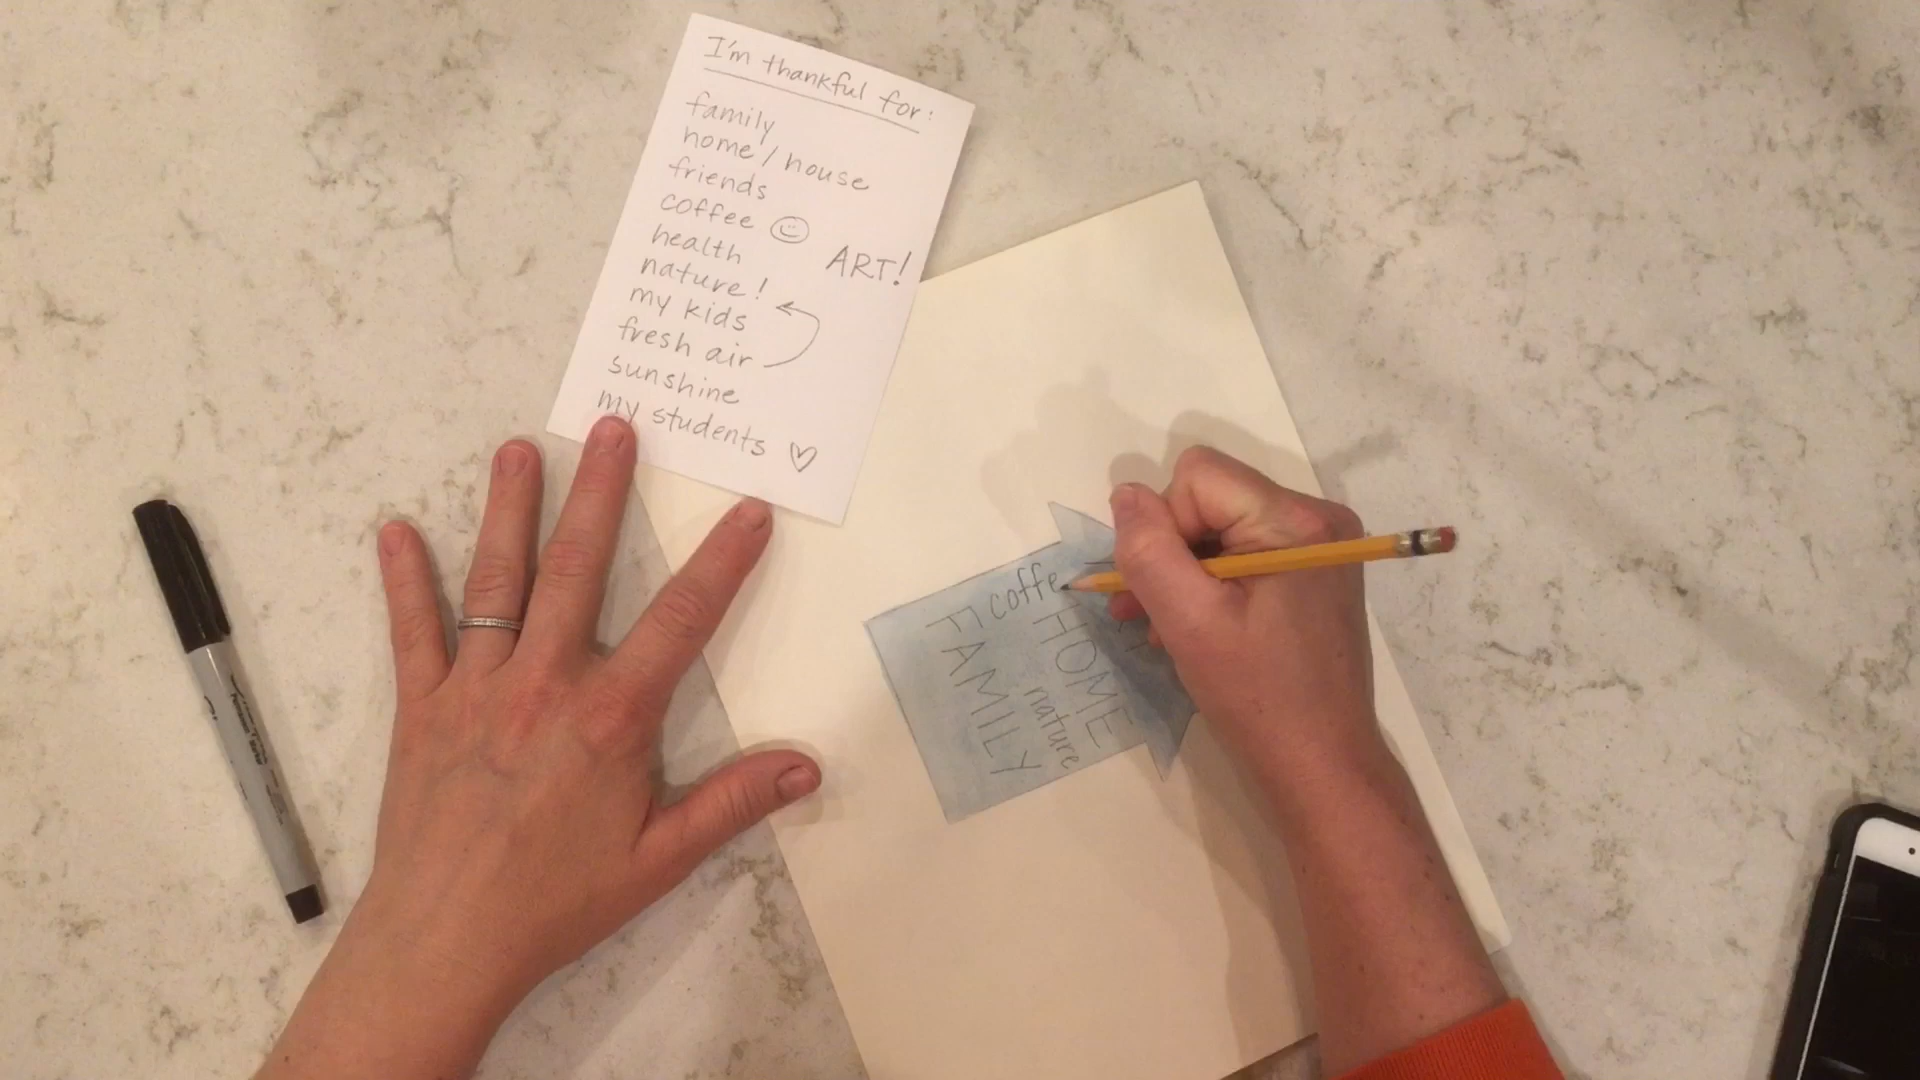 I'm thankful for:
family
home / house
friends
coffee
health
ART!
nature!
my kids
fresh air
sunshine
my students
coffe
HOME
nature
FAMILY